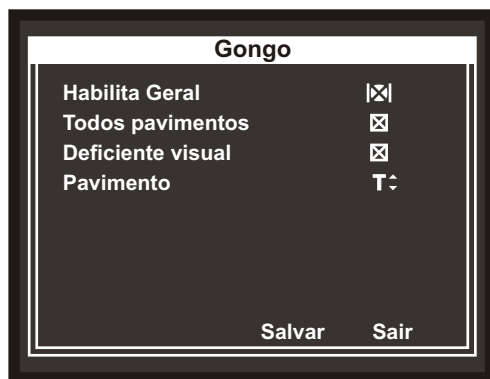 Gongo
Habilita Geral
Todos pavimentos
Deficiente visual
Pavimento T
Salvar Sair